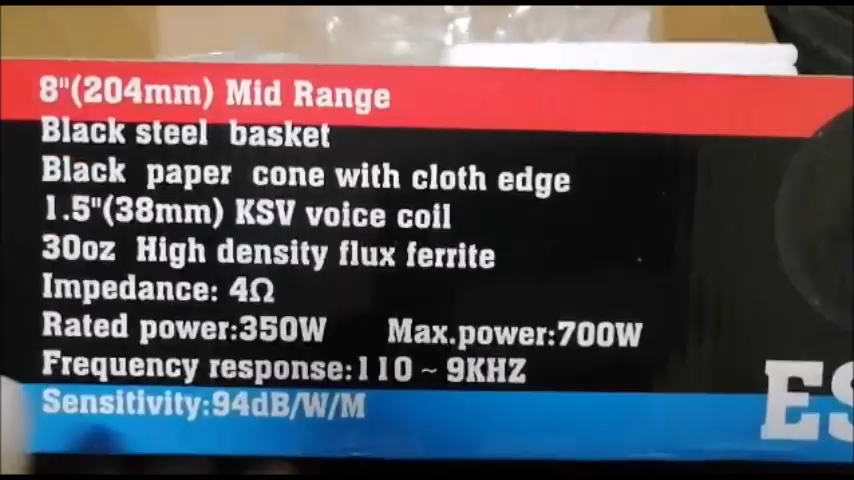 8"(204mm) Mid Range
Black steel basket
Black paper cone with cloth edge
1.5"(38mm) KSV voice coil
30oz High density flux ferrite
Impedance: 4Ω
Rated power:350W Max.power:700W
Frequency response:110 ~ 9KHZ
Sensitivity:94dB/W/M
ES